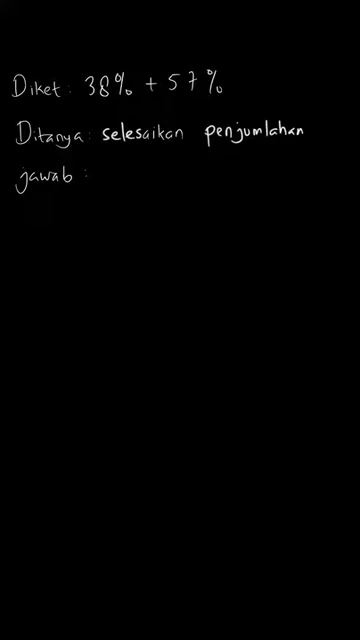 Diket : 38% + 57%
Ditanya : selesaikan penjumlahan
jawab :